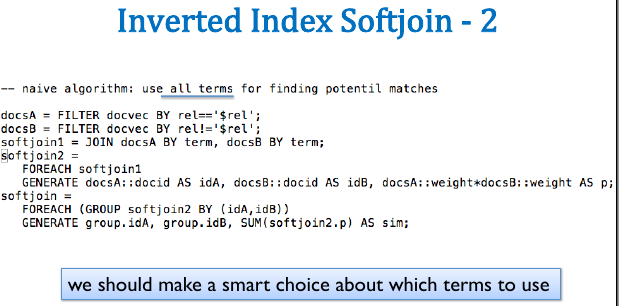 Inverted Index Softjoin - 2
-- naive algorithm: use all terms for finding potentil matches
docsA = FILTER docvec BY rel=='$rel';
docsB = FILTER docvec BY rel!='$rel';
softjoin1 = JOIN docsA BY term, docsB BY term;
softjoin2 =
FOREACH softjoin1
GENERATE docsA::docid AS idA, docsB::docid AS idB, docsA::weight*docsB::weight AS p;
softjoin =
FOREACH (GROUP softjoin2 BY (idA,idB))
GENERATE group.idA, group.idB, SUM(softjoin2.p) AS sim;
we should make a smart choice about which terms to use